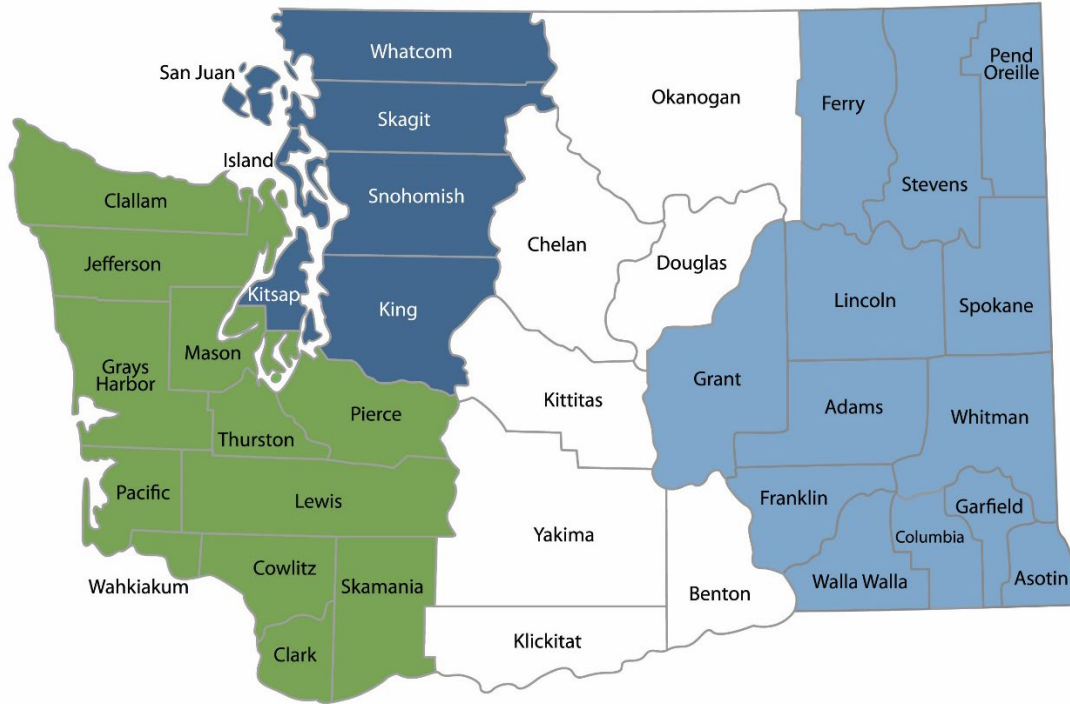 Whatcom
San Juan
Okanogan
Pend
Oreille
Ferry
Skagit
Island
Stevens
Clallam
Snohomish
Chelan
Douglas
Jefferson
Kitsap
King
Lincoln
Spokane
Mason
Grays
Harbor
Grant
Kittitas
Adams
Whitman
Pierce
Thurston
Pacific
Lewis
Franklin
Garfield
Yakima
Columbia
Cowlitz
Wahkiakum
Skamania
Walla Walla
Asotin
Benton
Klickitat
Clark